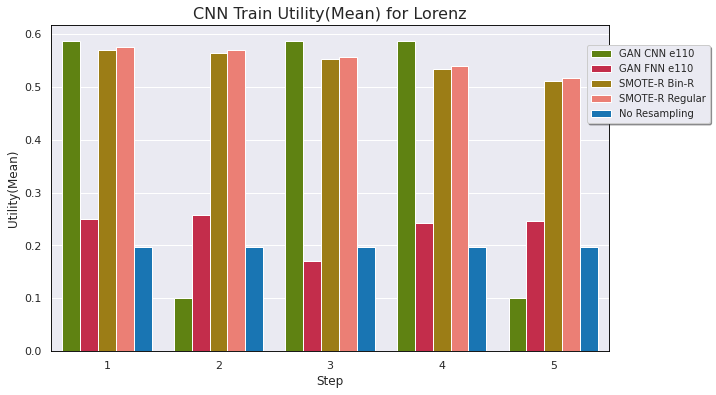 CNN Train Utility(Mean) for Lorenz
0.6
0.5
0.4
0.3
0.2
0.1
0.0
Utility(Mean)
1 2 3 4 5
Step
GAN CNN e110
GAN FNN e110
SMOTE-R Bin-R
SMOTE-R Regular
No Resampling